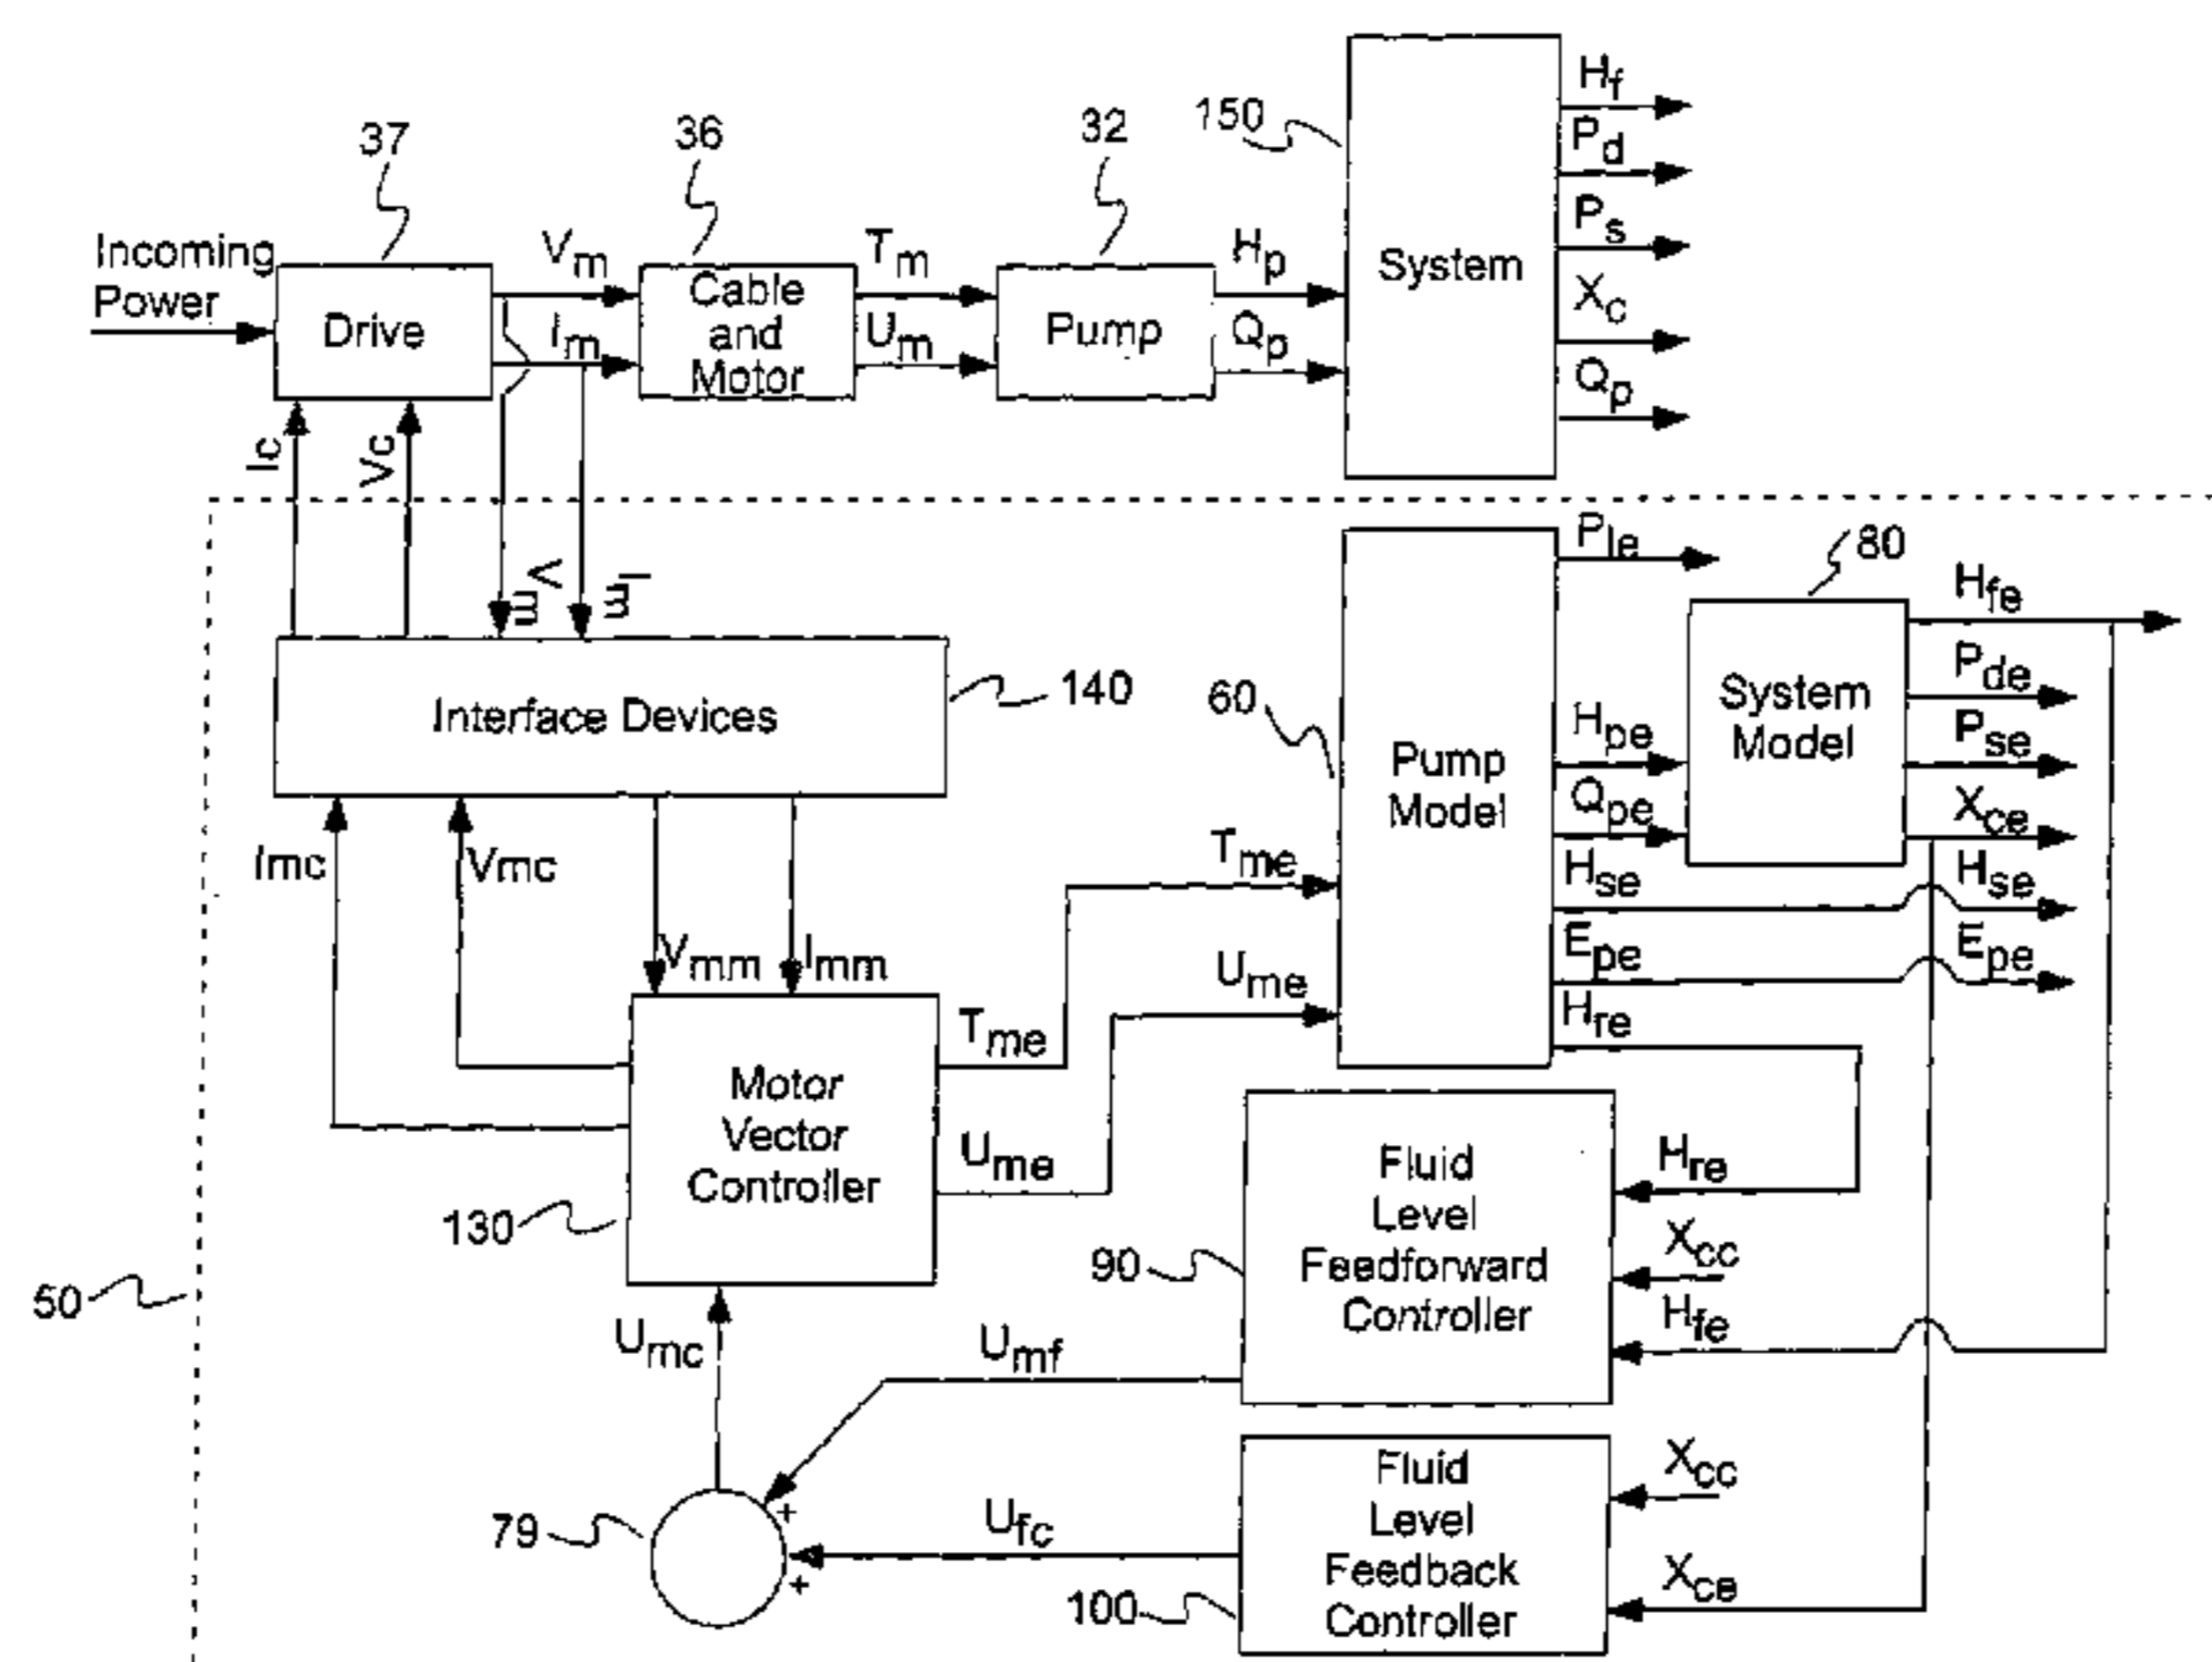 37
36
32
150
Incoming
Power
Drive
Vm
Im
Cable
and
Motor
Tm
Um
Pump
Hp
Qp
System
Hf
Pd
Ps
Xc
Qp
Ic
Vc
Vm
Im
Interface Devices
140
Imc
Vmc
Vmm
Imm
Motor
Vector
Controller
130
Tme
Ume
Tme
Ume
60
Pump
Model
Ple
Hpe
Qpe
Hse
Epe
Hre
80
System
Model
Hfe
Pde
Pse
Xce
Hse
Epe
50
90
Fluid
Level
Feedforward
Controller
Hre
Xcc
Hfe
Umc
Umf
79
+
+
Ufc
100
Fluid
Level
Feedback
Controller
Xcc
Xce